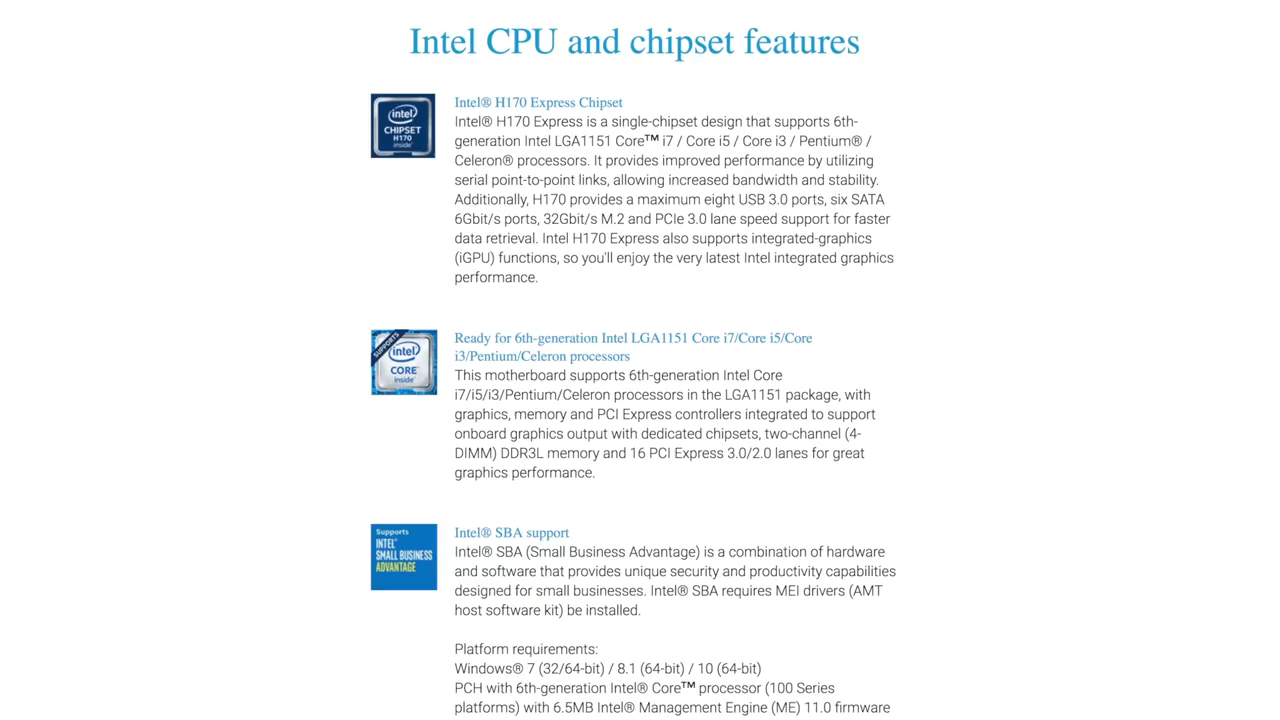 Intel CPU and chipset features
intel
CHIPSET
H170
inside™
Intel® H170 Express Chipset
Intel® H170 Express is a single-chipset design that supports 6th-
generation Intel LGA1151 Core™ i7 / Core i5 / Core i3 / Pentium® /
Celeron® processors. It provides improved performance by utilizing
serial point-to-point links, allowing increased bandwidth and stability.
Additionally, H170 provides a maximum eight USB 3.0 ports, six SATA
6Gbit/s ports, 32Gbit/s M.2 and PCIe 3.0 lane speed support for faster
data retrieval. Intel H170 Express also supports integrated-graphics
(iGPU) functions, so you'll enjoy the very latest Intel integrated graphics
performance.
SUPPORTS
intel
CORE™
inside™
Ready for 6th-generation Intel LGA1151 Core i7/Core i5/Core
i3/Pentium/Celeron processors
This motherboard supports 6th-generation Intel Core
i7/i5/i3/Pentium/Celeron processors in the LGA1151 package, with
graphics, memory and PCI Express controllers integrated to support
onboard graphics output with dedicated chipsets, two-channel (4-
DIMM) DDR3L memory and 16 PCI Express 3.0/2.0 lanes for great
graphics performance.
Supports
INTEL®
SMALL BUSINESS
ADVANTAGE
Intel® SBA support
Intel® SBA (Small Business Advantage) is a combination of hardware
and software that provides unique security and productivity capabilities
designed for small businesses. Intel® SBA requires MEI drivers (AMT
host software kit) be installed.
Platform requirements:
Windows® 7 (32/64-bit) / 8.1 (64-bit) / 10 (64-bit)
PCH with 6th-generation Intel® Core™ processor (100 Series
platforms) with 6.5MB Intel® Management Engine (ME) 11.0 firmware